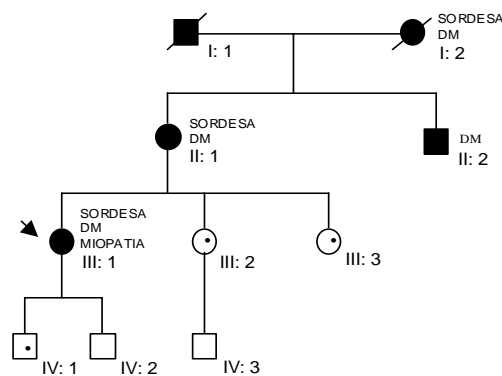 SORDESA
DM
I: 1
I: 2
SORDESA
DM
II: 1
DM
II: 2
SORDESA
DM
MIOPATIA
III: 1
III: 2
III: 3
IV: 1
IV: 2
IV: 3